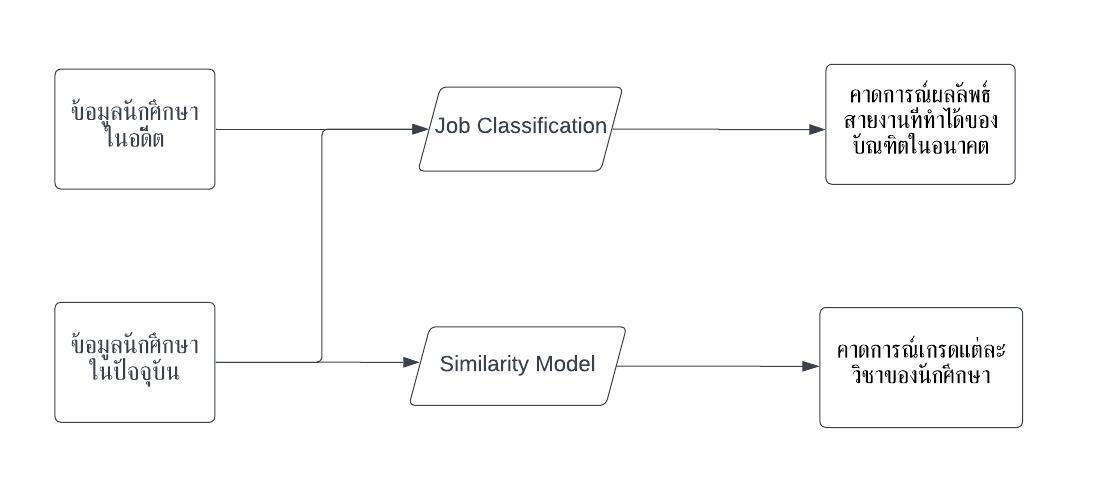 ข้อมูลนักศึกษา
ในอดีต
Job Classification
คาดการณ์ผลลัพธ์
สายงานที่ทำได้ของ
บัณฑิตในอนาคต
ข้อมูลนักศึกษา
ในปัจจุบัน
Similarity Model
คาดการณ์เกรดแต่ละ
วิชาของนักศึกษา